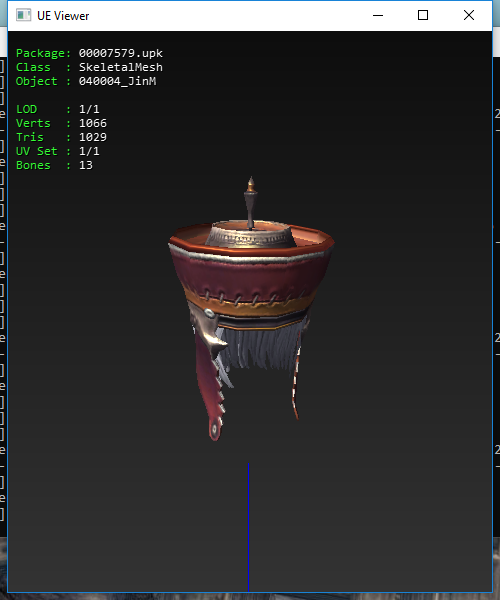 UE Viewer
Package: 00007579.upk
Class : SkeletalMesh
Object : 040004_JinM
LOD : 1/1
Verts : 1066
Tris : 1029
UV Set : 1/1
Bones : 13